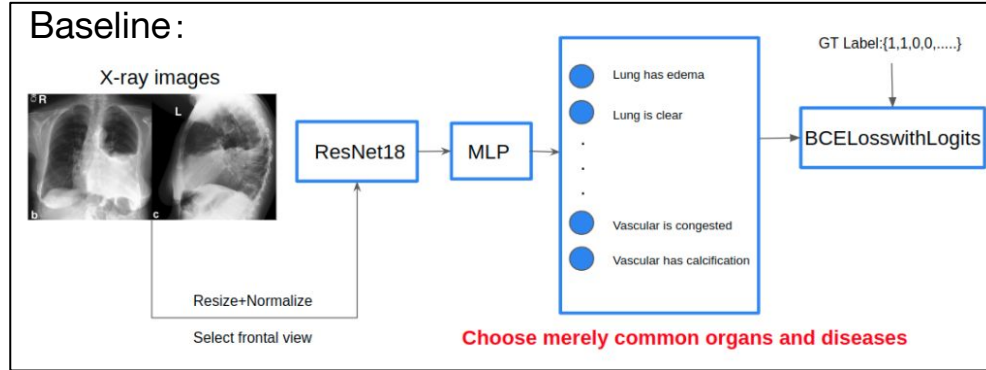 Baseline:
X-ray images
R
L
b
c
Resize+Normalize
Select frontal view
ResNet18
MLP
Lung has edema
Lung is clear
.
.
.
Vascular is congested
Vascular has calcification
GT Label:{1,1,0,0,.....}
BCELosswithLogits
Choose merely common organs and diseases